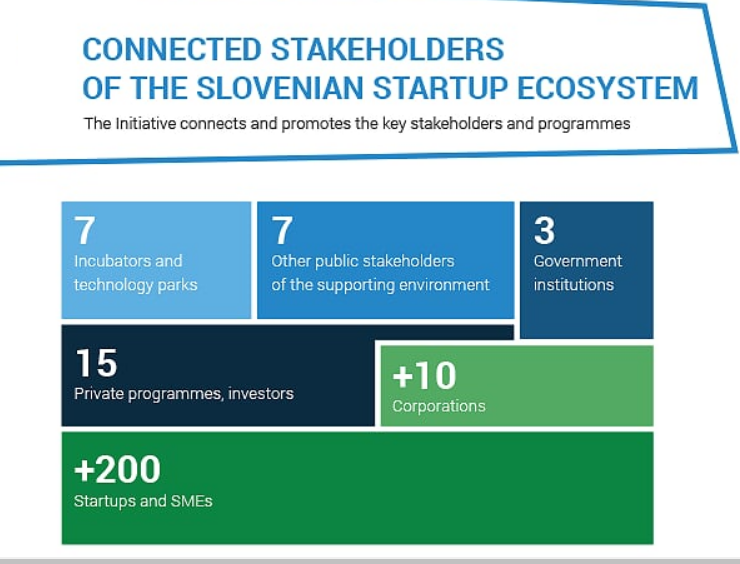 CONNECTED STAKEHOLDERS
OF THE SLOVENIAN STARTUP ECOSYSTEM
The Initiative connects and promotes the key stakeholders and programmes
7
Incubators and
technology parks
7
Other public stakeholders
of the supporting environment
3
Government
institutions
15
Private programmes, investors
+10
Corporations
+200
Startups and SMEs